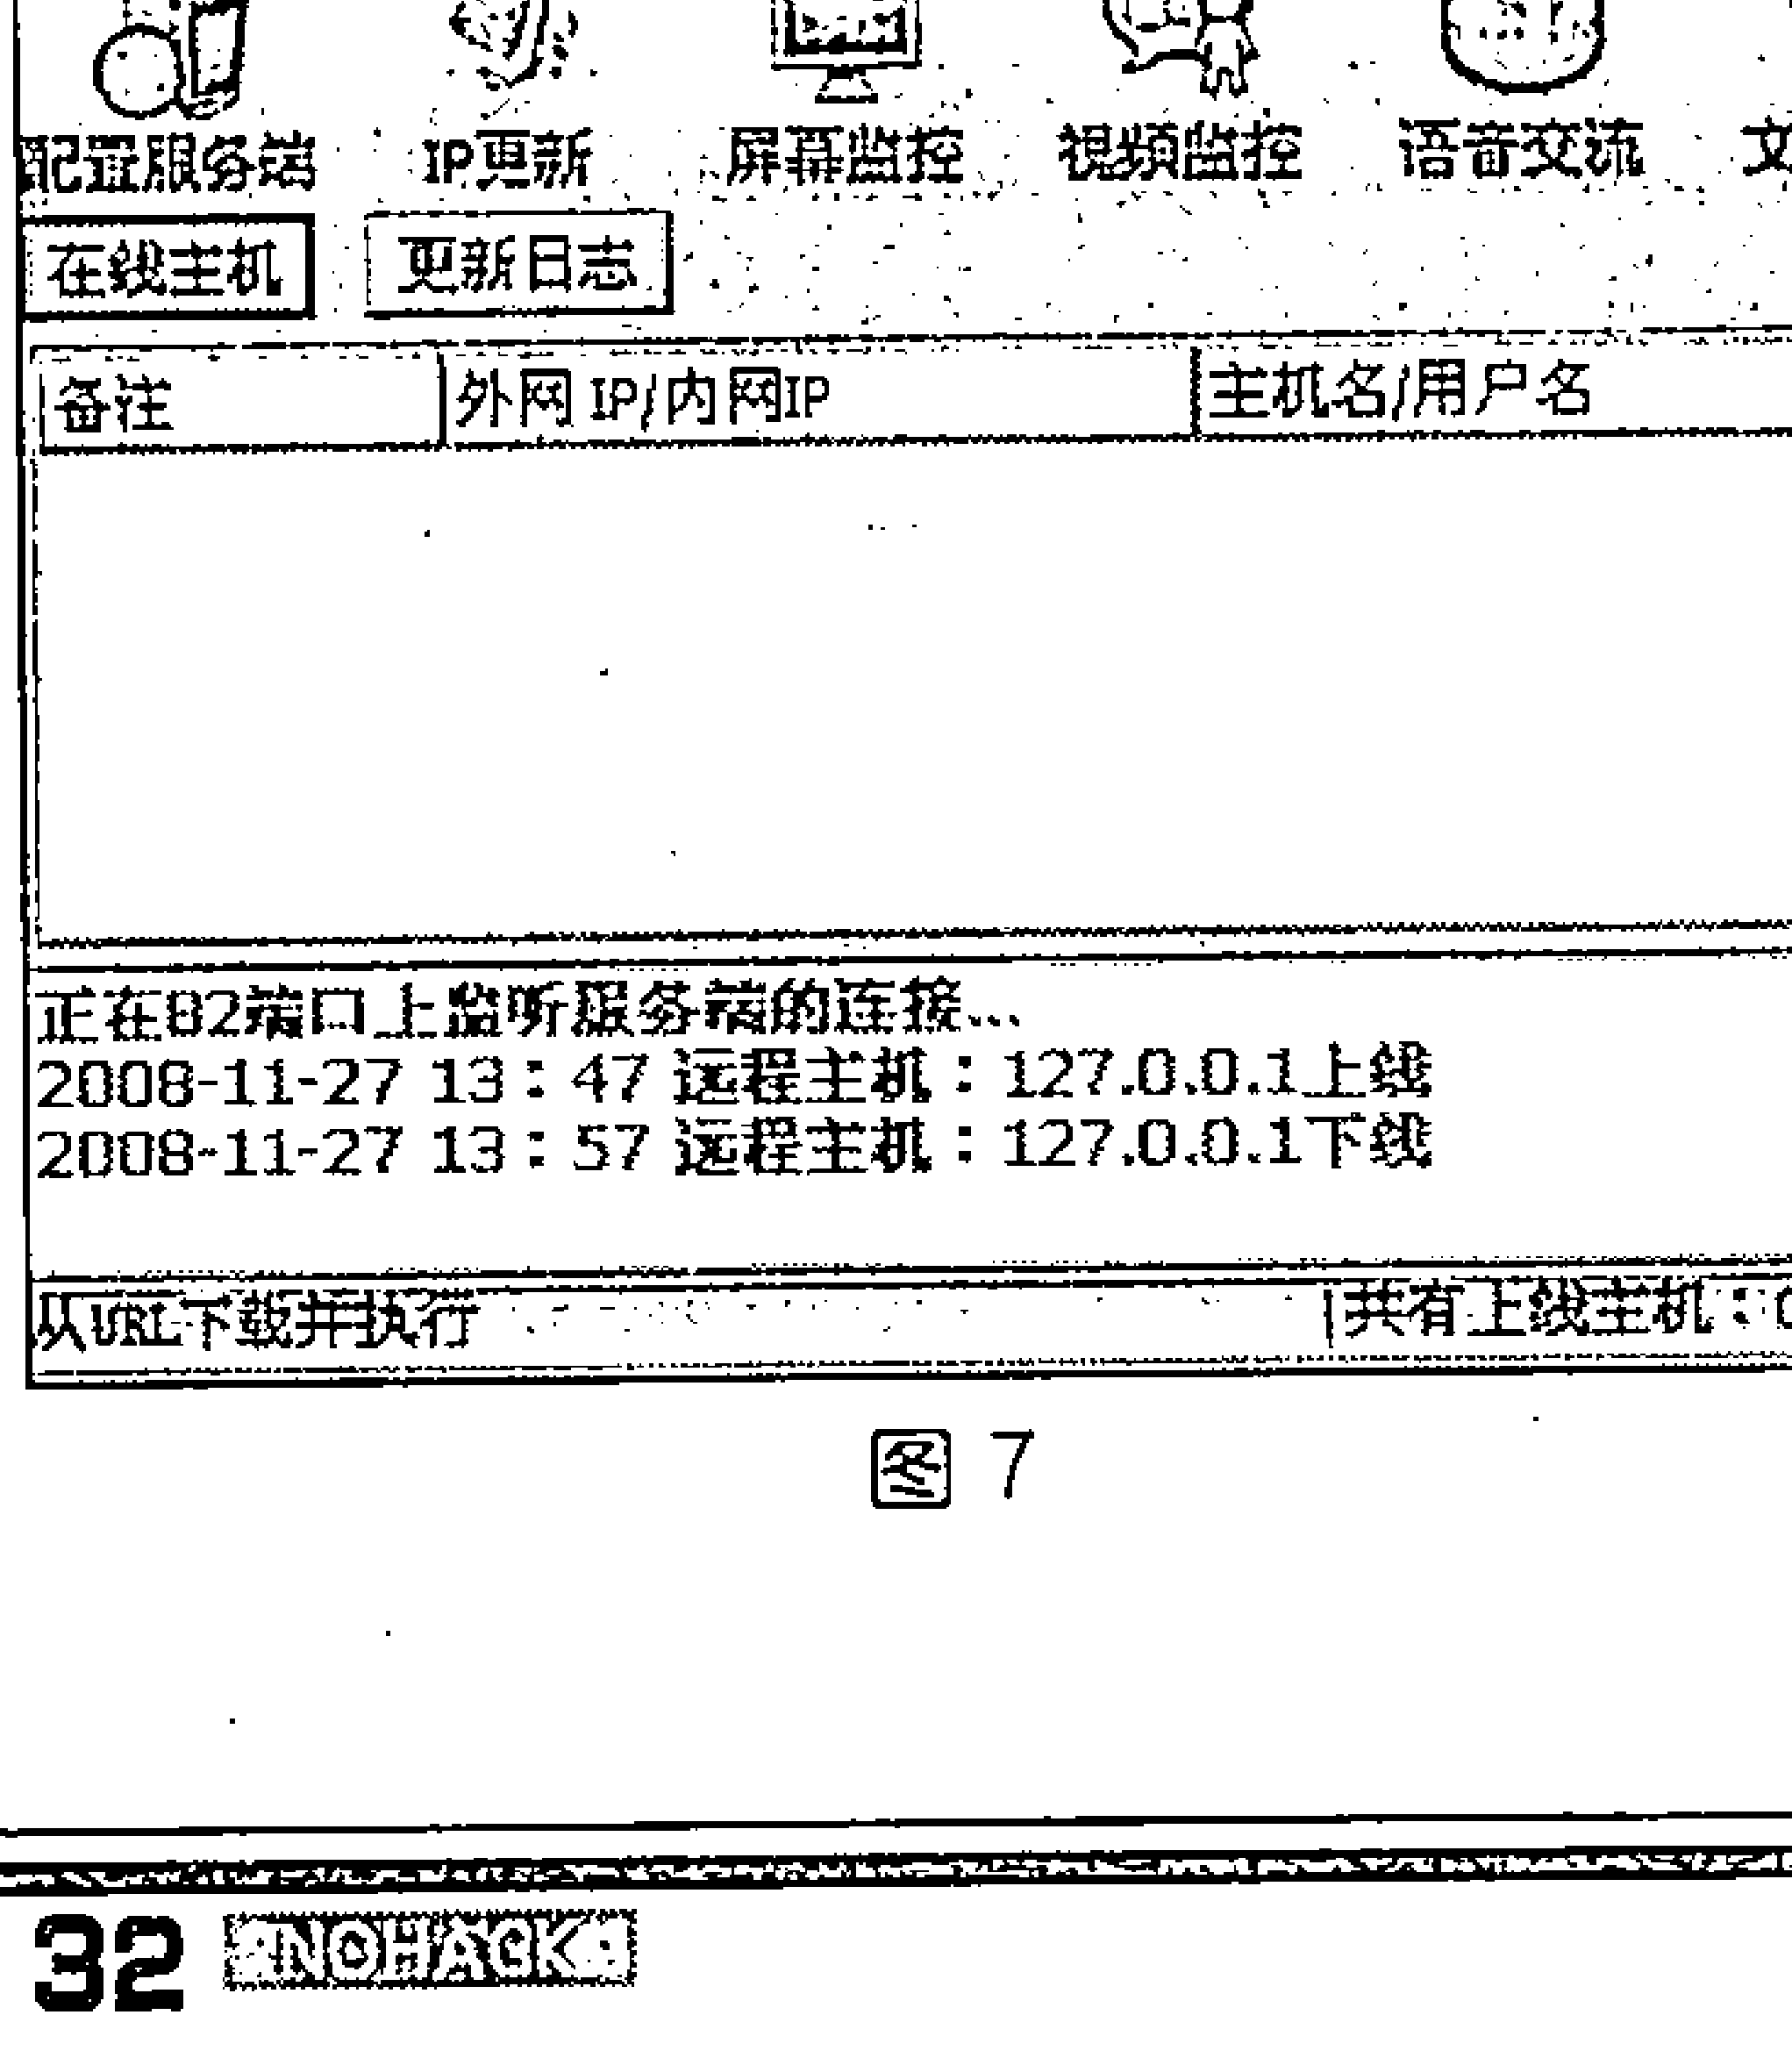 配置服务端 IP更新 屏幕监控 视频监控 语音交流 文
在线主机 更新日志
备注 外网 IP/内网IP 主机名/用户名
正在82端口上监听服务端的连接...
2008-11-27 13：47 远程主机：127.0.0.1上线
2008-11-27 13：57 远程主机：127.0.0.1下线
从URL下载并执行 共有上线主机：0
图 7
32 NOHACK